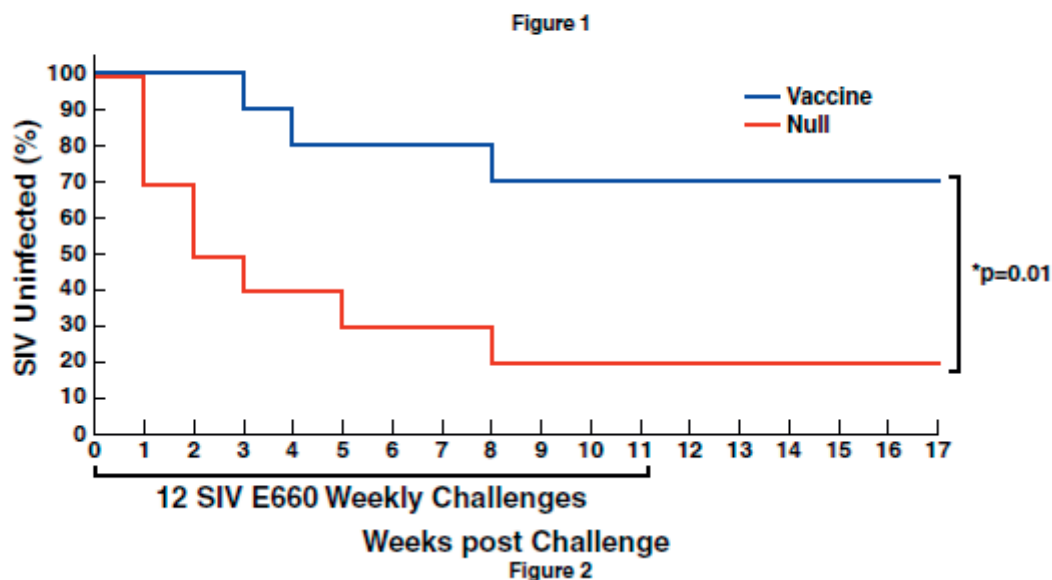 Figure 1
100
90
80
70
60
50
40
30
20
10
0
SIV Uninfected (%)
Vaccine
Null
*p=0.01
0 1 2 3 4 5 6 7 8 9 10 11 12 13 14 15 16 17
12 SIV E660 Weekly Challenges
Weeks post Challenge
Figure 2